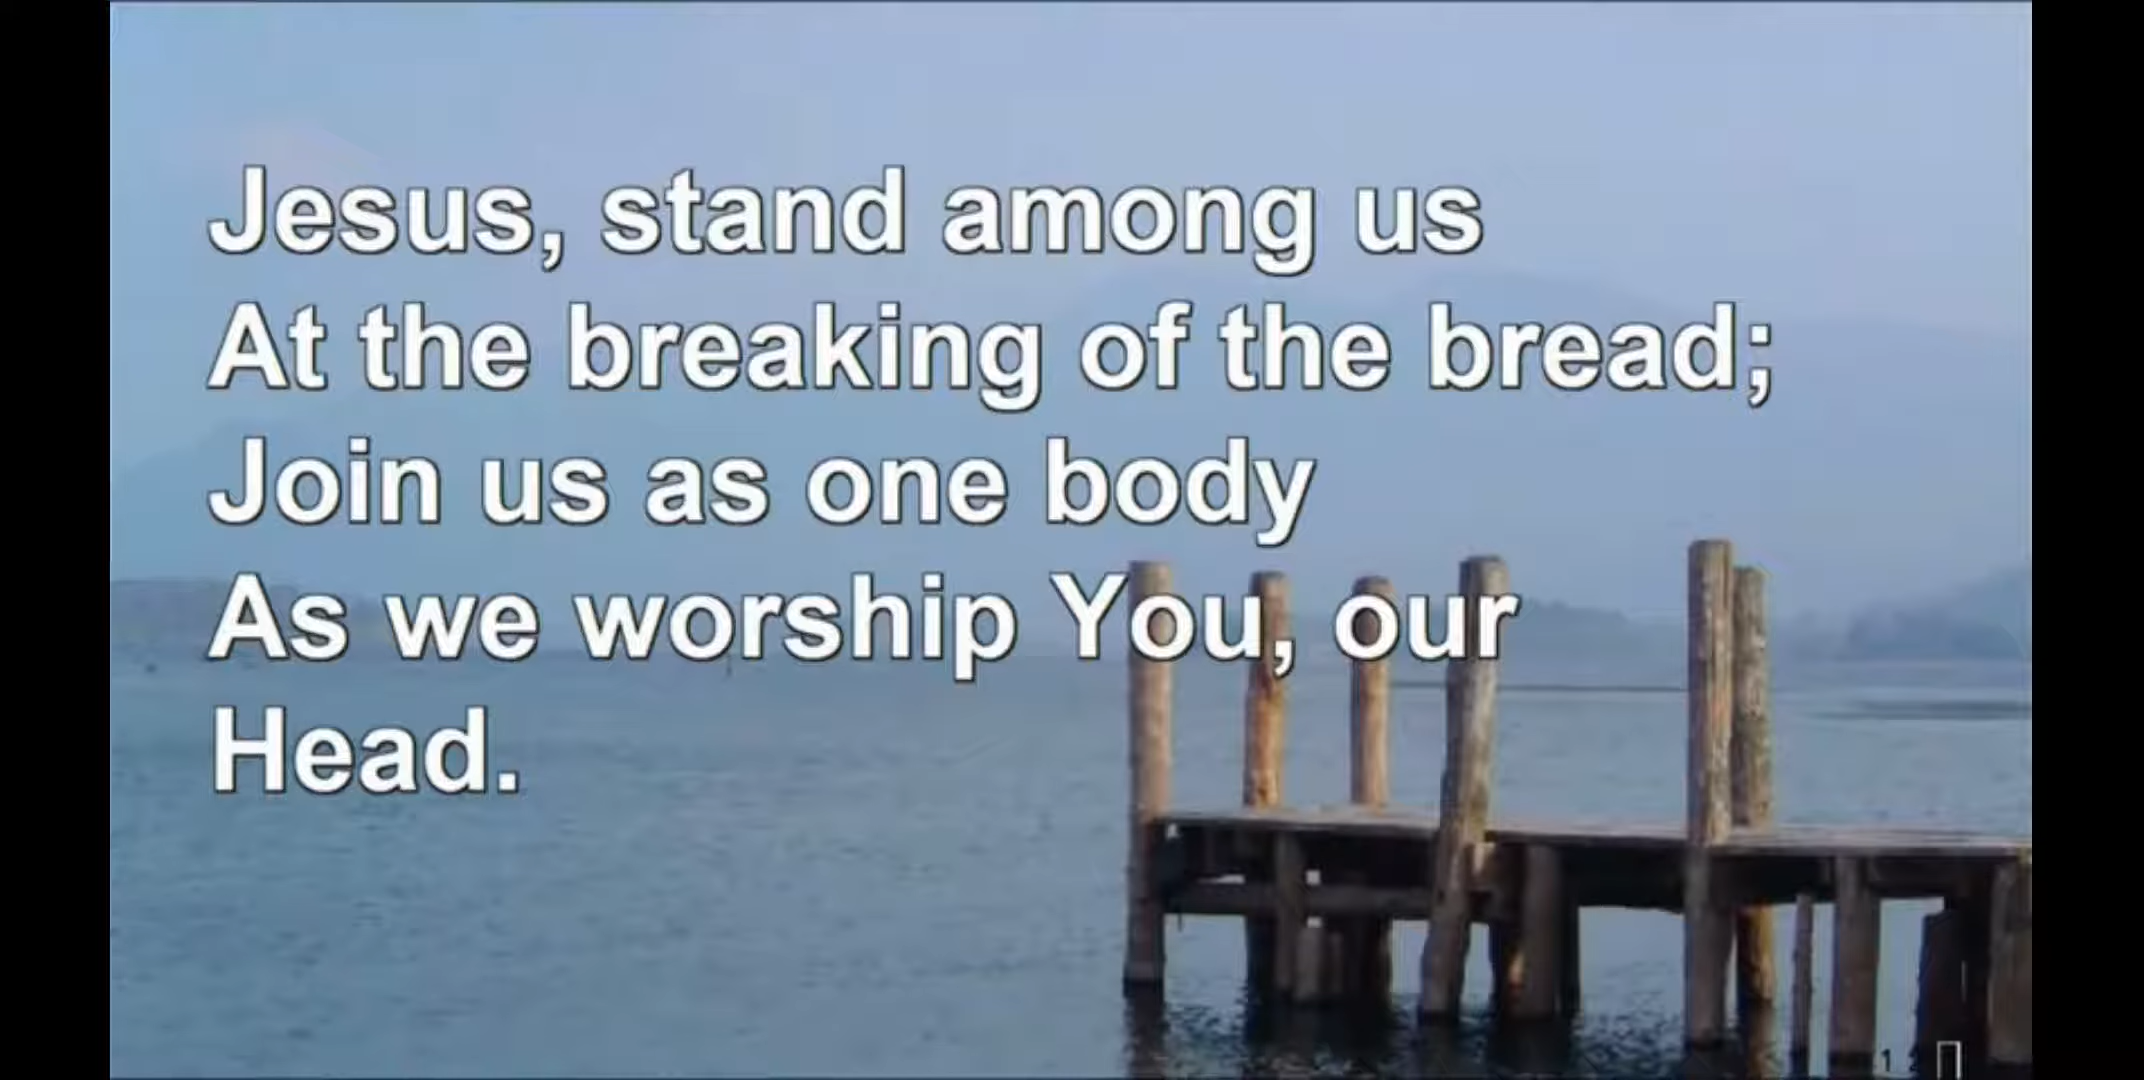 Jesus, stand among us
At the breaking of the bread;
Join us as one body
As we worship You, our
Head.